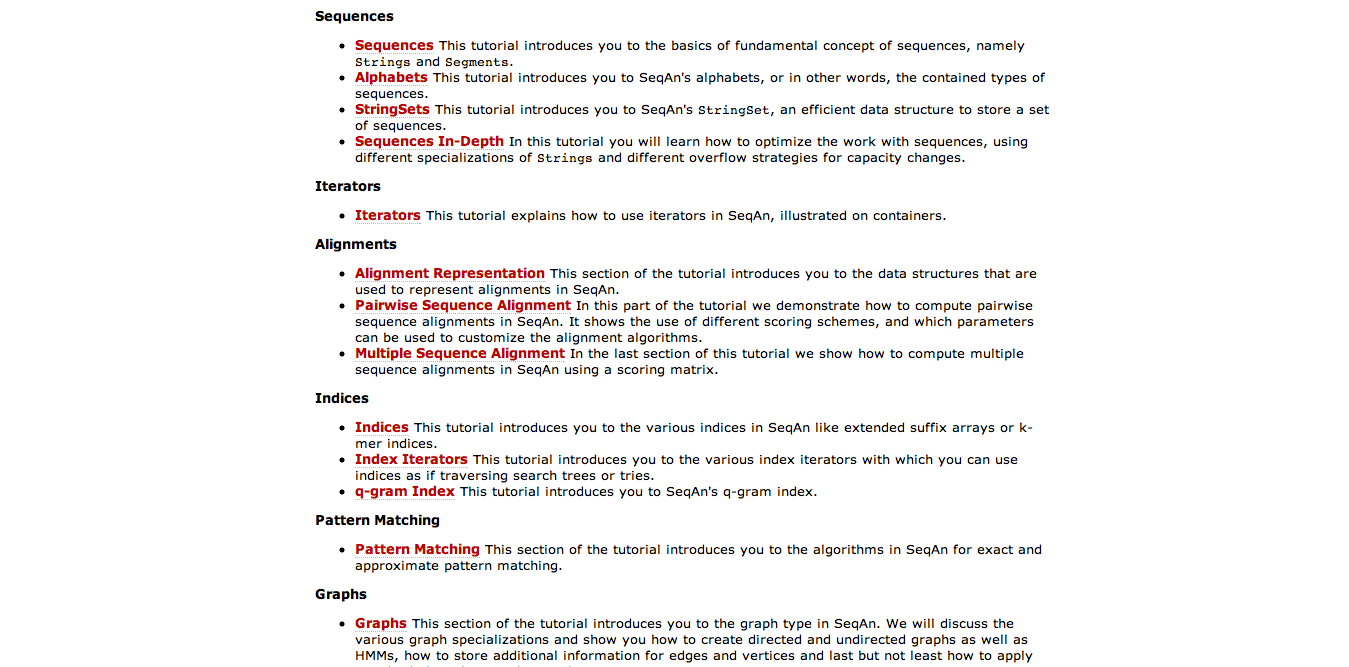 Sequences
Sequences This tutorial introduces you to the basics of fundamental concept of sequences, namely
Strings and Segments.
Alphabets This tutorial introduces you to SeqAn's alphabets, or in other words, the contained types of
sequences.
StringSets This tutorial introduces you to SeqAn's StringSet, an efficient data structure to store a set
of sequences.
Sequences In-Depth In this tutorial you will learn how to optimize the work with sequences, using
different specializations of Strings and different overflow strategies for capacity changes.
Iterators
Iterators This tutorial explains how to use iterators in SeqAn, illustrated on containers.
Alignments
Alignment Representation This section of the tutorial introduces you to the data structures that are
used to represent alignments in SeqAn.
Pairwise Sequence Alignment In this part of the tutorial we demonstrate how to compute pairwise
sequence alignments in SeqAn. It shows the use of different scoring schemes, and which parameters
can be used to customize the alignment algorithms.
Multiple Sequence Alignment In the last section of this tutorial we show how to compute multiple
sequence alignments in SeqAn using a scoring matrix.
Indices
Indices This tutorial introduces you to the various indices in SeqAn like extended suffix arrays or k-
mer indices.
Index Iterators This tutorial introduces you to the various index iterators with which you can use
indices as if traversing search trees or tries.
q-gram Index This tutorial introduces you to SeqAn's q-gram index.
Pattern Matching
Pattern Matching This section of the tutorial introduces you to the algorithms in SeqAn for exact and
approximate pattern matching.
Graphs
Graphs This section of the tutorial introduces you to the graph type in SeqAn. We will discuss the
various graph specializations and show you how to create directed and undirected graphs as well as
HMMs, how to store additional information for edges and vertices and last but not least how to apply